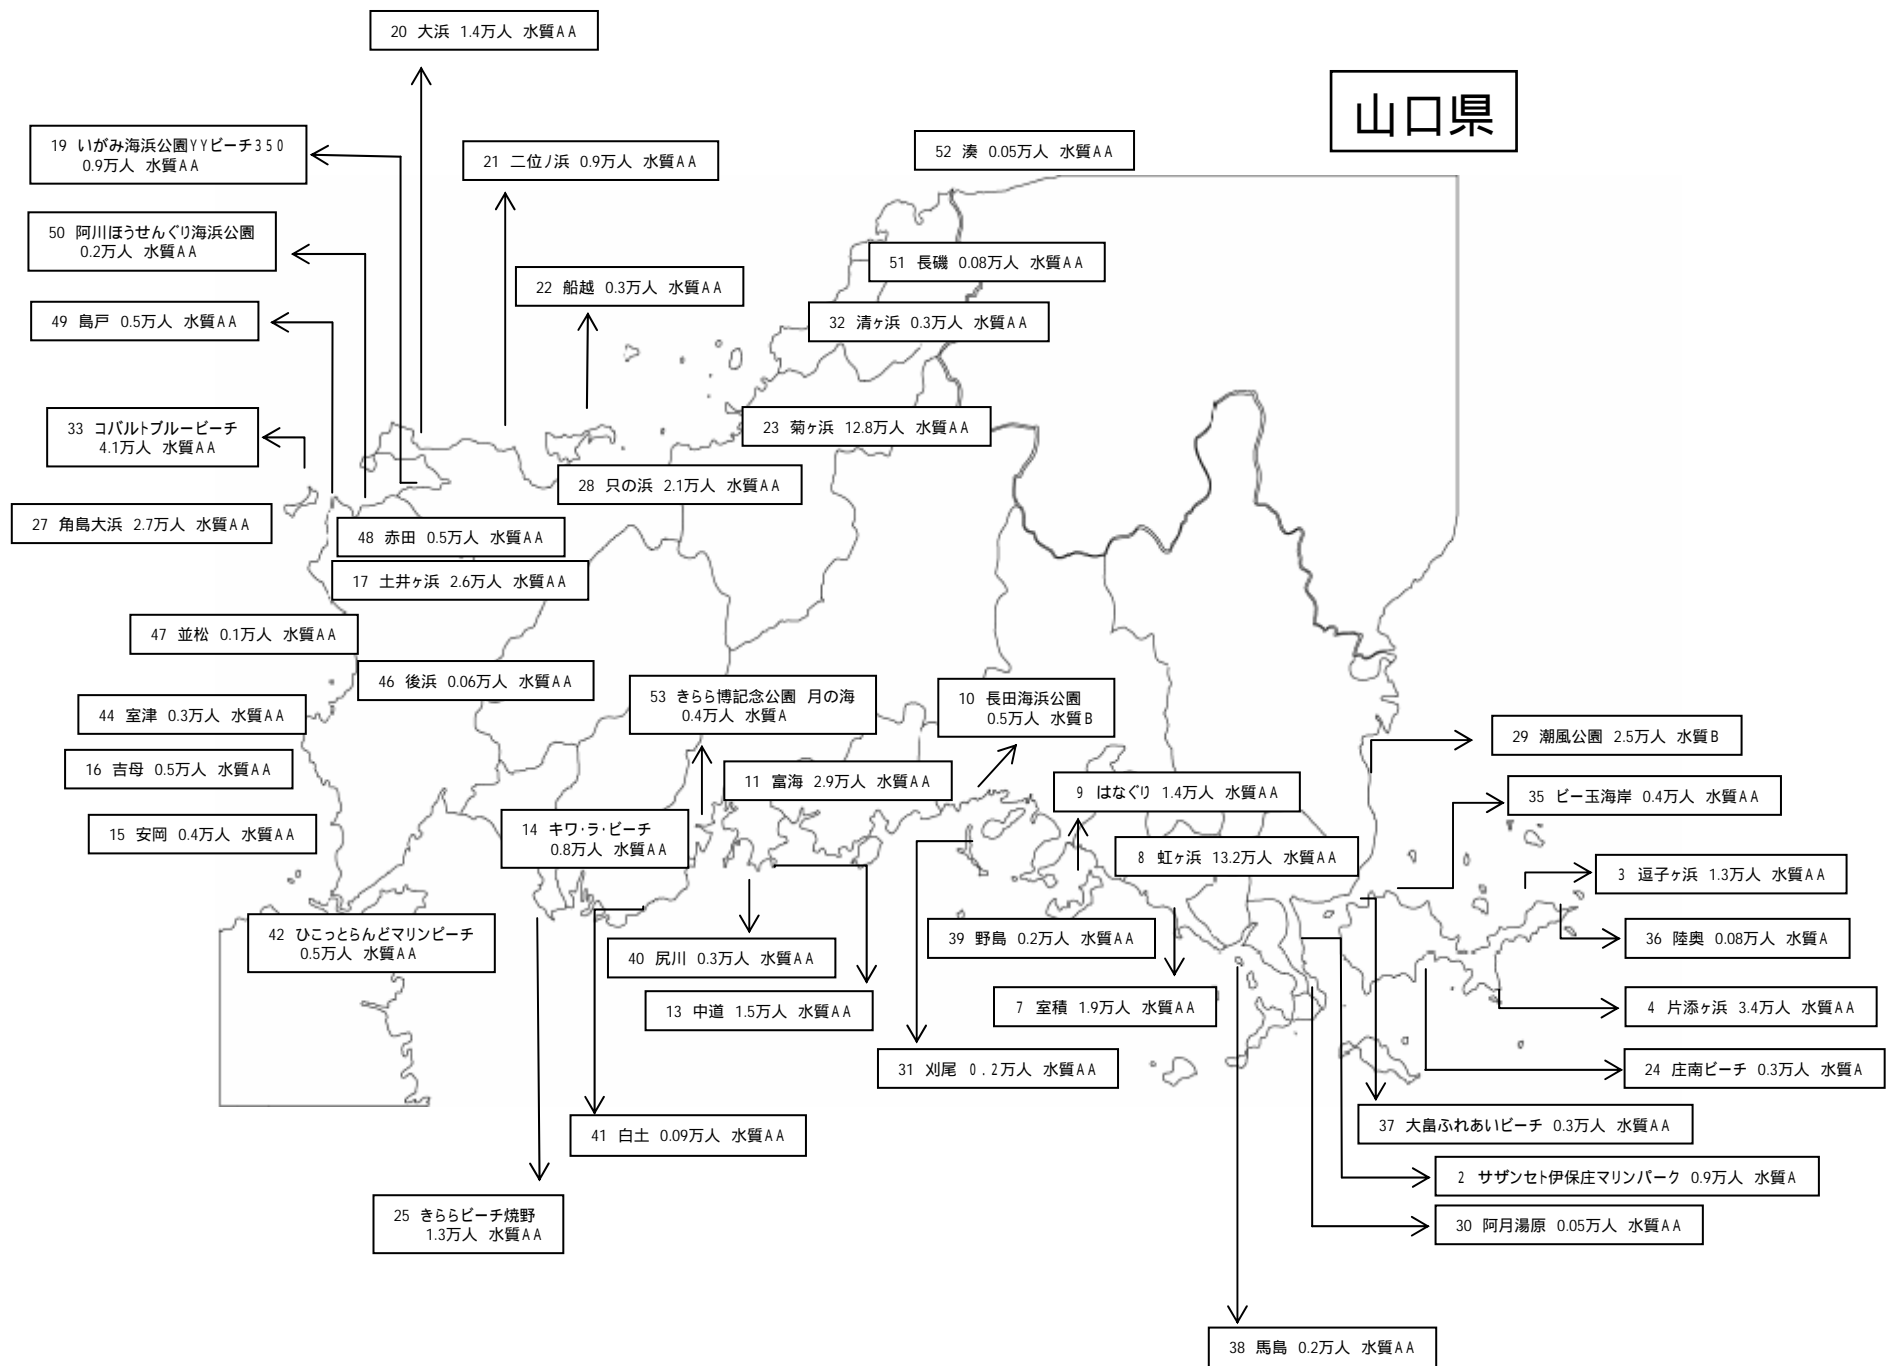 20 大浜 1.4万人 水質AA
山口県
19 いがみ海浜公園YYビーチ350
0.9万人 水質AA
21 二位ノ浜 0.9万人 水質AA
52 湊 0.05万人 水質AA
50 阿川ほうせんぐり海浜公園
0.2万人 水質AA
51 長磯 0.08万人 水質AA
22 船越 0.3万人 水質AA
49 島戸 0.5万人 水質AA
32 清ヶ浜 0.3万人 水質AA
33 コバルトブルービーチ
4.1万人 水質AA
23 菊ヶ浜 12.8万人 水質AA
28 只の浜 2.1万人 水質AA
27 角島大浜 2.7万人 水質AA
48 赤田 0.5万人 水質AA
17 土井ヶ浜 2.6万人 水質AA
47 並松 0.1万人 水質AA
46 後浜 0.06万人 水質AA
53 きらら博記念公園 月の海
0.4万人 水質A
10 長田海浜公園
0.5万人 水質B
44 室津 0.3万人 水質AA
29 潮風公園 2.5万人 水質B
16 吉母 0.5万人 水質AA
11 富海 2.9万人 水質AA
9 はなぐり 1.4万人 水質AA
35 ビー玉海岸 0.4万人 水質AA
15 安岡 0.4万人 水質AA
14 キワ・ラ・ビーチ
0.8万人 水質AA
8 虹ヶ浜 13.2万人 水質AA
3 逗子ヶ浜 1.3万人 水質AA
42 ひこっとらんどマリンビーチ
0.5万人 水質AA
40 尻川 0.3万人 水質AA
39 野島 0.2万人 水質AA
36 陸奥 0.08万人 水質A
13 中道 1.5万人 水質AA
7 室積 1.9万人 水質AA
4 片添ヶ浜 3.4万人 水質AA
31 刈尾 0.2万人 水質AA
24 庄南ビーチ 0.3万人 水質A
41 白土 0.09万人 水質AA
37 大畠ふれあいビーチ 0.3万人 水質AA
2 サザンセト伊保庄マリンパーク 0.9万人 水質A
25 きららビーチ焼野
1.3万人 水質AA
30 阿月湯原 0.05万人 水質AA
38 馬島 0.2万人 水質AA